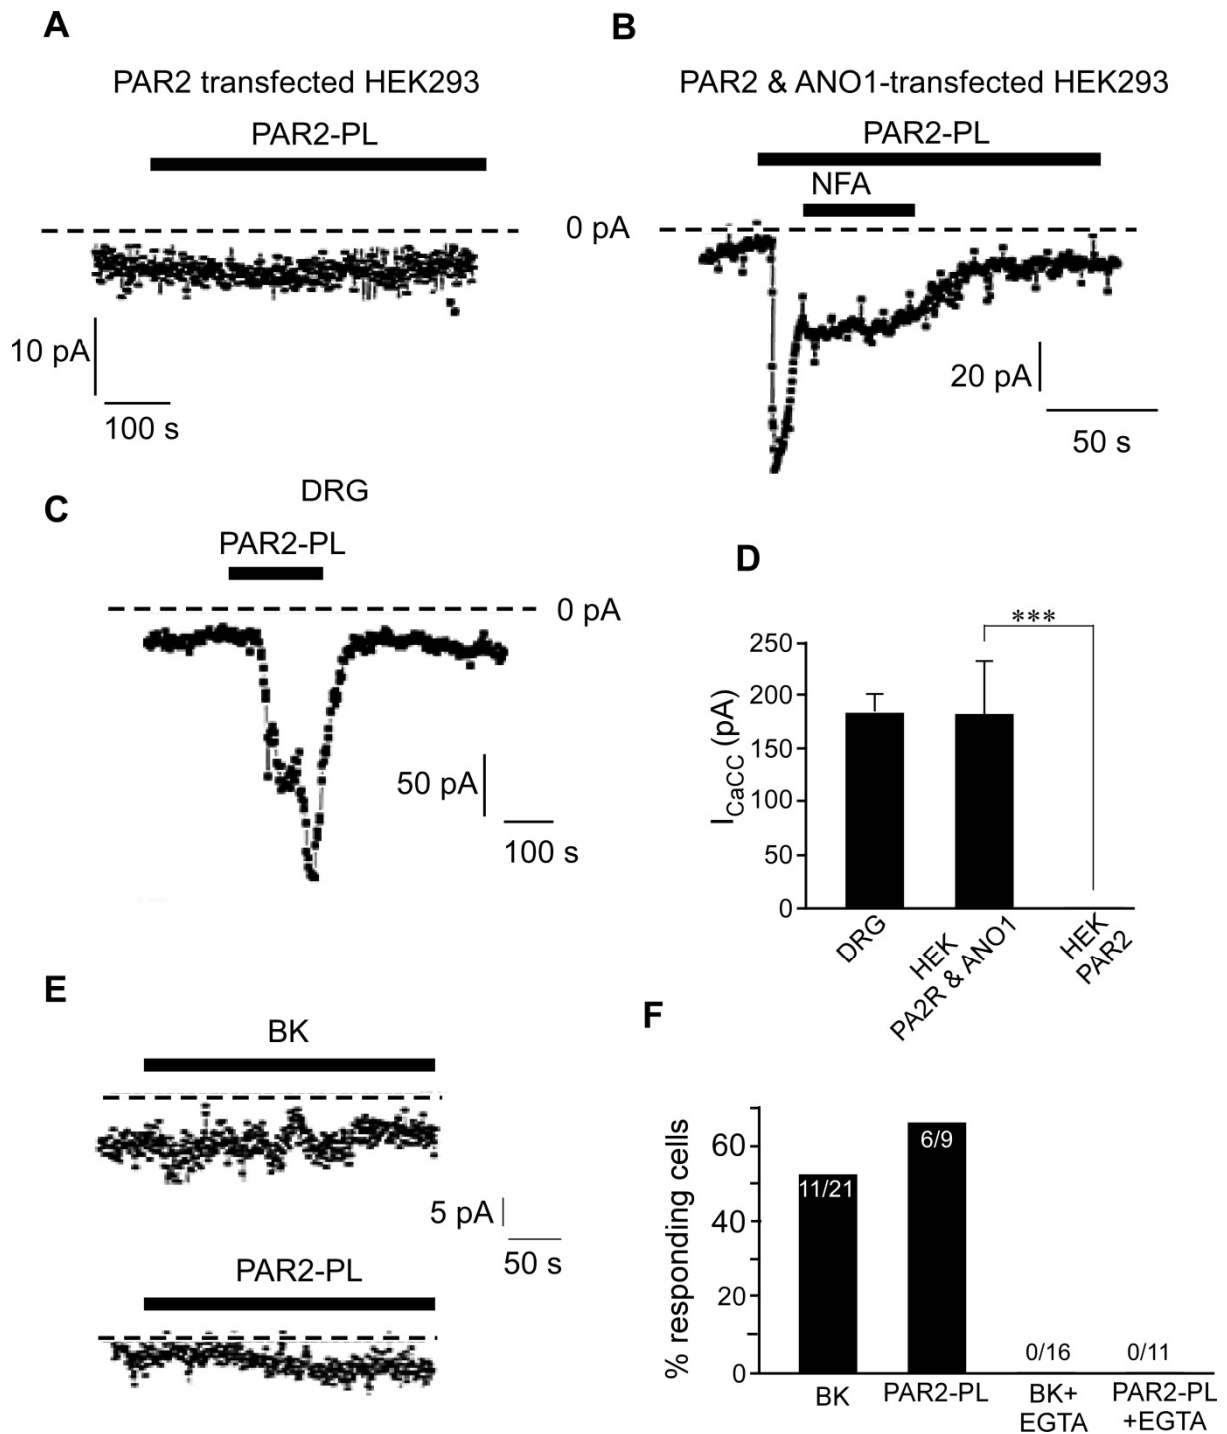 A
PAR2 transfected HEK293
PAR2-PL
10 pA
100 s
B
PAR2 & ANO1-transfected HEK293
PAR2-PL
NFA
0 pA
20 pA
50 s
C
DRG
PAR2-PL
0 pA
50 pA
100 s
D
***
I_CaCC (pA)
250
200
150
100
50
0
DRG
HEK
PA2R & ANO1
HEK
PAR2
E
BK
5 pA
50 s
PAR2-PL
F
% responding cells
60
40
20
0
11/21
6/9
0/16
0/11
BK
PAR2-PL
BK+
EGTA
PAR2-PL
+EGTA